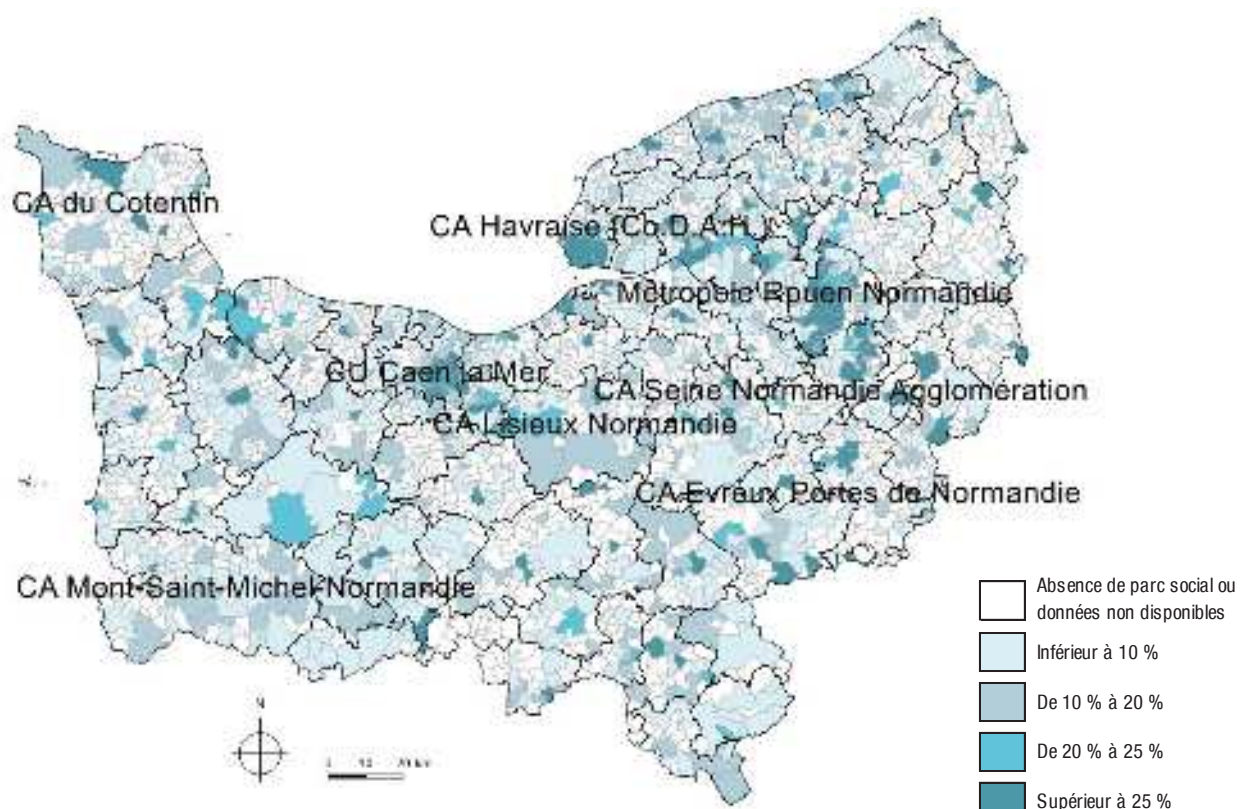 CA du Cotentin
CA Havraise (Co.D.A.H.)
Métropole Rouen Normandie
CU Caen la Mer
CA Seine Normandie Agglomération
CA Lisieux Normandie
CA Evreux Portes de Normandie
CA Mont-Saint-Michel-Normandie
Absence de parc social ou
données non disponibles
Inférieur à 10 %
De 10 % à 20 %
De 20 % à 25 %
Supérieur à 25 %
N